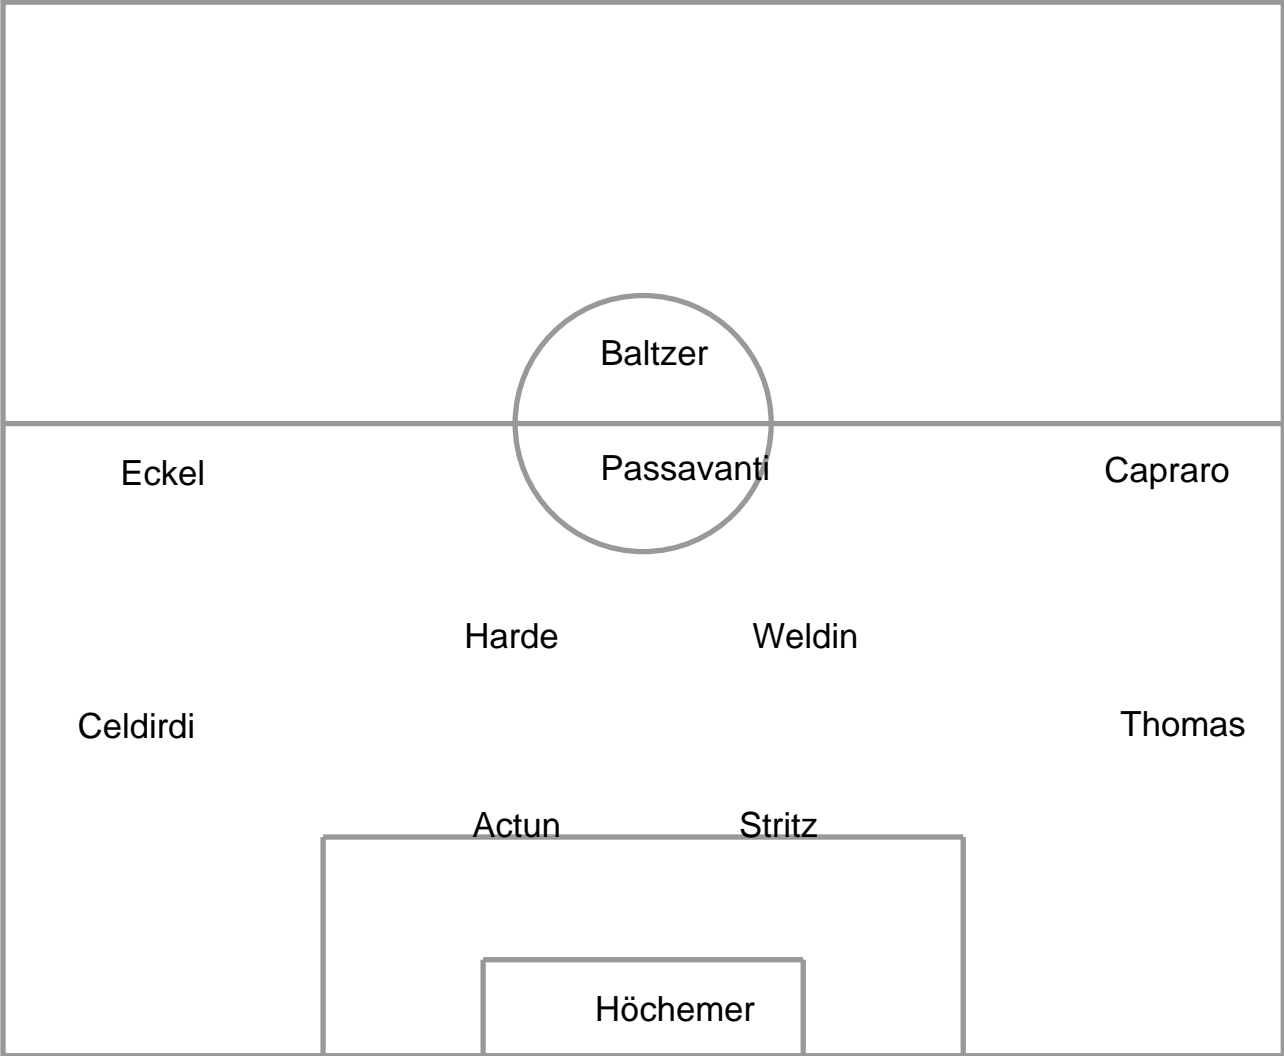 Baltzer
Eckel
Passavanti
Capraro
Harde
Weldin
Celdirdi
Thomas
Actun
Stritz
Höchemer